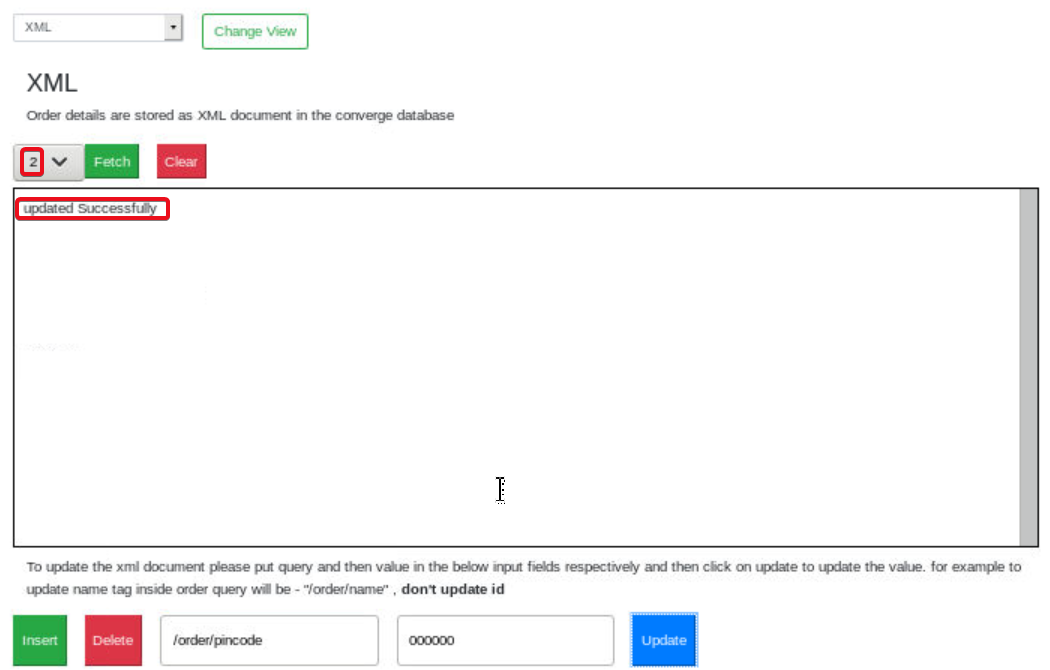 XML
Change View
XML
Order details are stored as XML document in the converge database
2 Fetch Clear
updated Successfully
To update the xml document please put query and then value in the below input fields respectively and then click on update to update the value. for example to
update name tag inside order query will be - "/order/name" , don't update id
Insert Delete /order/pincode 000000 Update